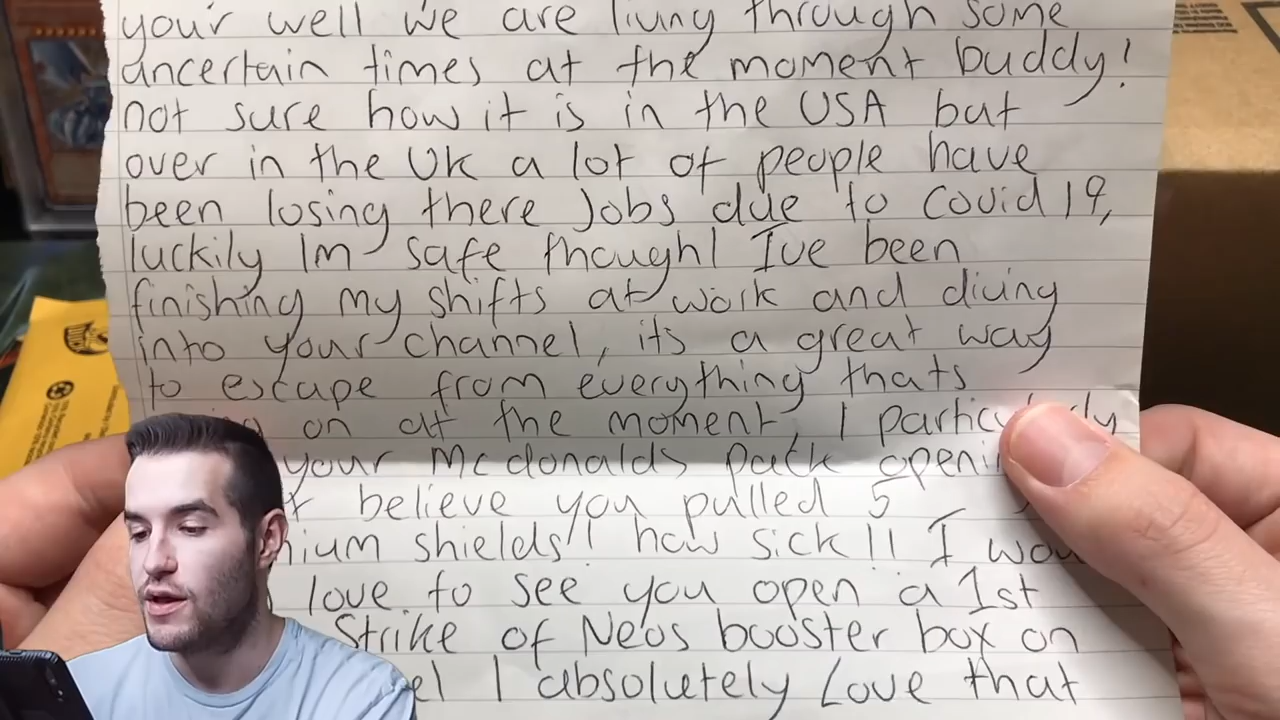 your well we are living through some
uncertain times at the moment buddy!
not sure how it is in the USA but
over in the UK a lot of people have
been losing there Jobs due to Covid 19,
luckily Im safe though! Ive been
finishing my shifts at work and diving
into your channel, its a great way
to escape from everything thats
on at the moment, I
your Mcdonalds pack
believe you pulled 5
shields!! how sick!! I
love to see you open a 1st
Strike of Neos booster box on
I absolutely Love that